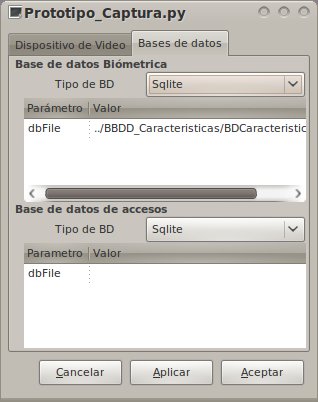 Prototipo_Captura.py
Dispositivo de Video Bases de datos
Base de datos Biómetrica
Tipo de BD Sqlite
Parámetro Valor
dbFile ../BBDD_Caracteristicas/BDCaracteristic
Base de datos de accesos
Tipo de BD Sqlite
Parametro Valor
dbFile
Cancelar Aplicar Aceptar